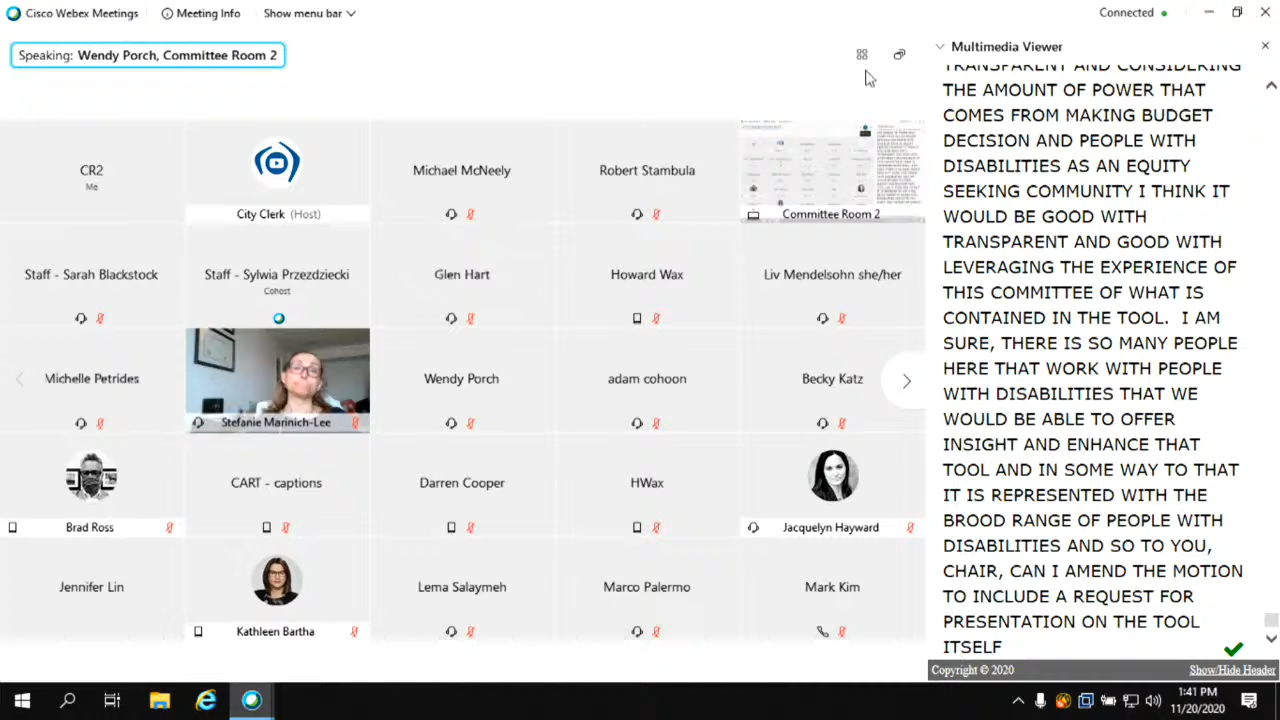 Cisco Webex Meetings
Meeting Info
Show menu bar
Connected
Speaking: Wendy Porch, Committee Room 2
CR2
Me
City Clerk (Host)
Michael McNeely
Robert Stambula
Committee Room 2
Staff - Sarah Blackstock
Staff - Sylwia Przezdziecki
Cohost
Glen Hart
Howard Wax
Liv Mendelsohn she/her
Michelle Petrides
Stefanie Marinich-Lee
Wendy Porch
adam cohoon
Becky Katz
Brad Ross
CART - captions
Darren Cooper
HWax
Jacquelyn Hayward
Jennifer Lin
Kathleen Bartha
Lema Salaymeh
Marco Palermo
Mark Kim
Multimedia Viewer
TRANSPARENT AND CONSIDERING
THE AMOUNT OF POWER THAT
COMES FROM MAKING BUDGET
DECISION AND PEOPLE WITH
DISABILITIES AS AN EQUITY
SEEKING COMMUNITY I THINK IT
WOULD BE GOOD WITH
TRANSPARENT AND GOOD WITH
LEVERAGING THE EXPERIENCE OF
THIS COMMITTEE OF WHAT IS
CONTAINED IN THE TOOL. I AM
SURE, THERE IS SO MANY PEOPLE
HERE THAT WORK WITH PEOPLE
WITH DISABILITIES THAT WE
WOULD BE ABLE TO OFFER
INSIGHT AND ENHANCE THAT
TOOL AND IN SOME WAY TO THAT
IT IS REPRESENTED WITH THE
BROOD RANGE OF PEOPLE WITH
DISABILITIES AND SO TO YOU,
CHAIR, CAN I AMEND THE MOTION
TO INCLUDE A REQUEST FOR
PRESENTATION ON THE TOOL
ITSELF
Copyright © 2020
Show/Hide Header
1:41 PM
11/20/2020